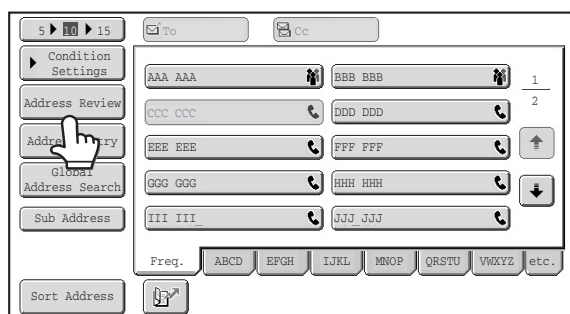 5 10 15
To
Cc
Condition
Settings
Address Review
Addre try
Global
Address Search
Sub Address
Sort Address
AAA AAA
BBB BBB
CCC CCC
DDD DDD
EEE EEE
FFF FFF
GGG GGG
HHH HHH
III III
JJJ JJJ
1
2
Freq.
ABCD
EFGH
IJKL
MNOP
QRSTU
VWXYZ
etc.